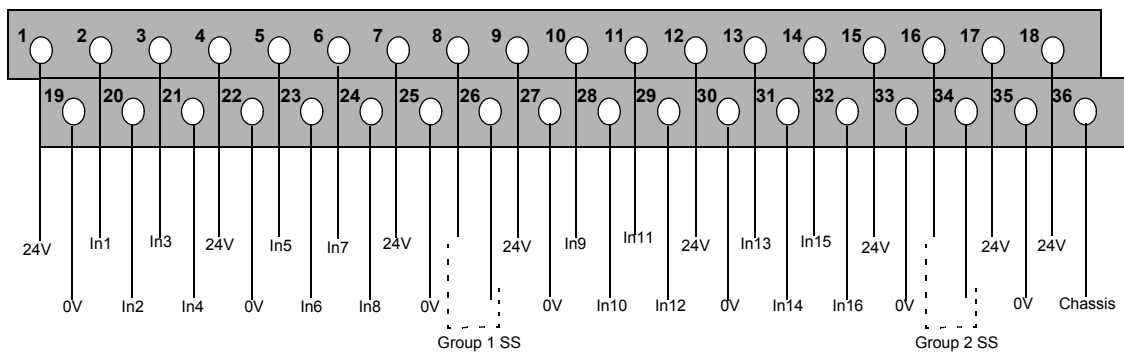 1 2 3 4 5 6 7 8 9 10 11 12 13 14 15 16 17 18
19 20 21 22 23 24 25 26 27 28 29 30 31 32 33 34 35 36
24V In1 In3 24V In5 In7 24V 24V In9 In11 24V In13 In15 24V 24V 24V
0V In2 In4 0V In6 In8 0V 0V In10 In12 0V In14 In16 0V 0V Chassis
Group 1 SS Group 2 SS